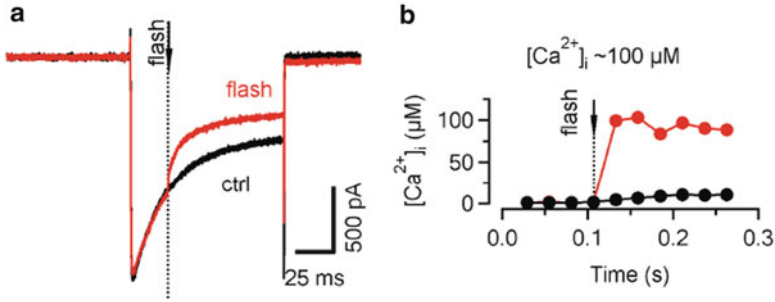 a
flash
flash
ctrl
500 pA
25 ms
b
[Ca2+]i ~100 µM
flash
[Ca2+]i (µM)
100
50
0
0.0
0.1
0.2
0.3
Time (s)